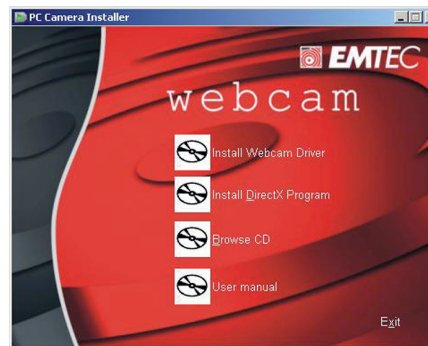 PC Camera Installer
EMTEC
webcam
Install Webcam Driver
Install DirectX Program
Browse CD
User manual
Exit